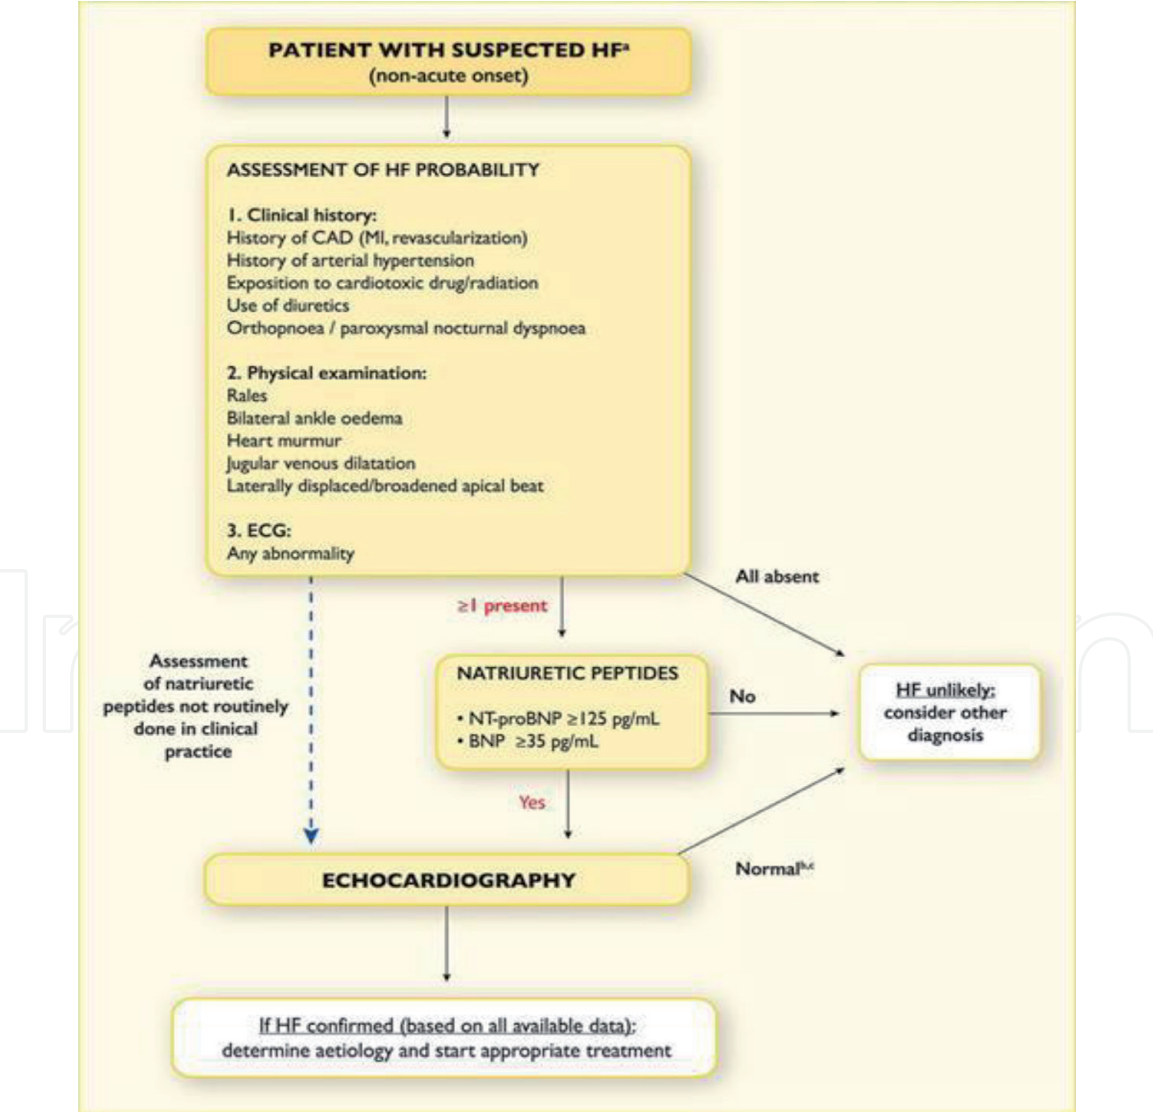 PATIENT WITH SUSPECTED HFᵃ
(non-acute onset)
ASSESSMENT OF HF PROBABILITY
1. Clinical history:
History of CAD (MI, revascularization)
History of arterial hypertension
Exposition to cardiotoxic drug/radiation
Use of diuretics
Orthopnoea / paroxysmal nocturnal dyspnoea
2. Physical examination:
Rales
Bilateral ankle oedema
Heart murmur
Jugular venous dilatation
Laterally displaced/broadened apical beat
3. ECG:
Any abnormality
All absent
≥1 present
Assessment
of natriuretic
peptides not routinely
done in clinical
practice
NATRIURETIC PEPTIDES
• NT-proBNP ≥125 pg/mL
• BNP ≥35 pg/mL
No
HF unlikely:
consider other
diagnosis
Yes
Normalᵇ,ᶜ
ECHOCARDIOGRAPHY
If HF confirmed (based on all available data):
determine aetiology and start appropriate treatment